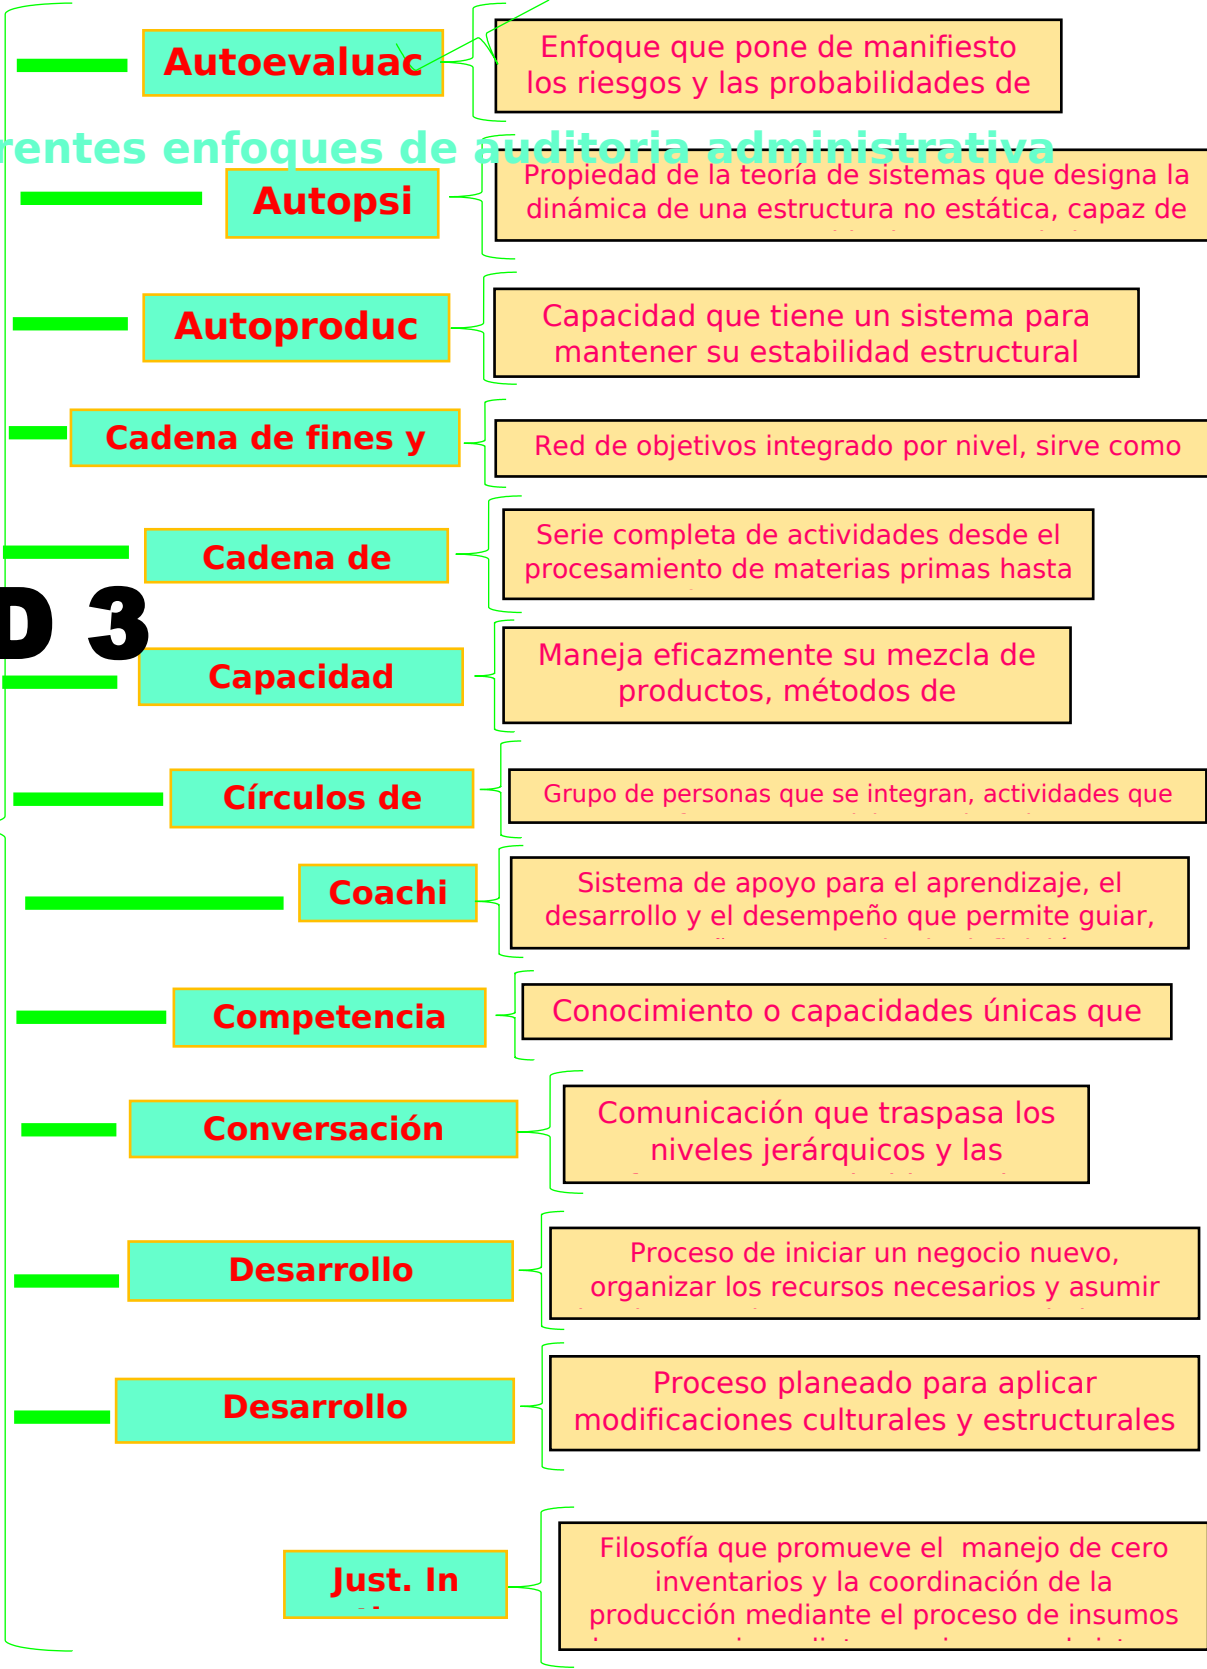 Autoevaluac
Enfoque que pone de manifiesto
los riesgos y las probabilidades de
rentes enfoques de auditoria administrativa
Autopsi
Propiedad de la teoría de sistemas que designa la
dinámica de una estructura no estática, capaz de
Autoproduc
Capacidad que tiene un sistema para
mantener su estabilidad estructural
Cadena de fines y
Red de objetivos integrado por nivel, sirve como
Cadena de
Serie completa de actividades desde el
procesamiento de materias primas hasta
D 3
Capacidad
Maneja eficazmente su mezcla de
productos, métodos de
Círculos de
Grupo de personas que se integran, actividades que
Coachi
Sistema de apoyo para el aprendizaje, el
desarrollo y el desempeño que permite guiar,
Competencia
Conocimiento o capacidades únicas que
Conversación
Comunicación que traspasa los
niveles jerárquicos y las
Desarrollo
Proceso de iniciar un negocio nuevo,
organizar los recursos necesarios y asumir
Desarrollo
Proceso planeado para aplicar
modificaciones culturales y estructurales
Just. In
Filosofía que promueve el  manejo de cero
inventarios y la coordinación de la
producción mediante el proceso de insumos